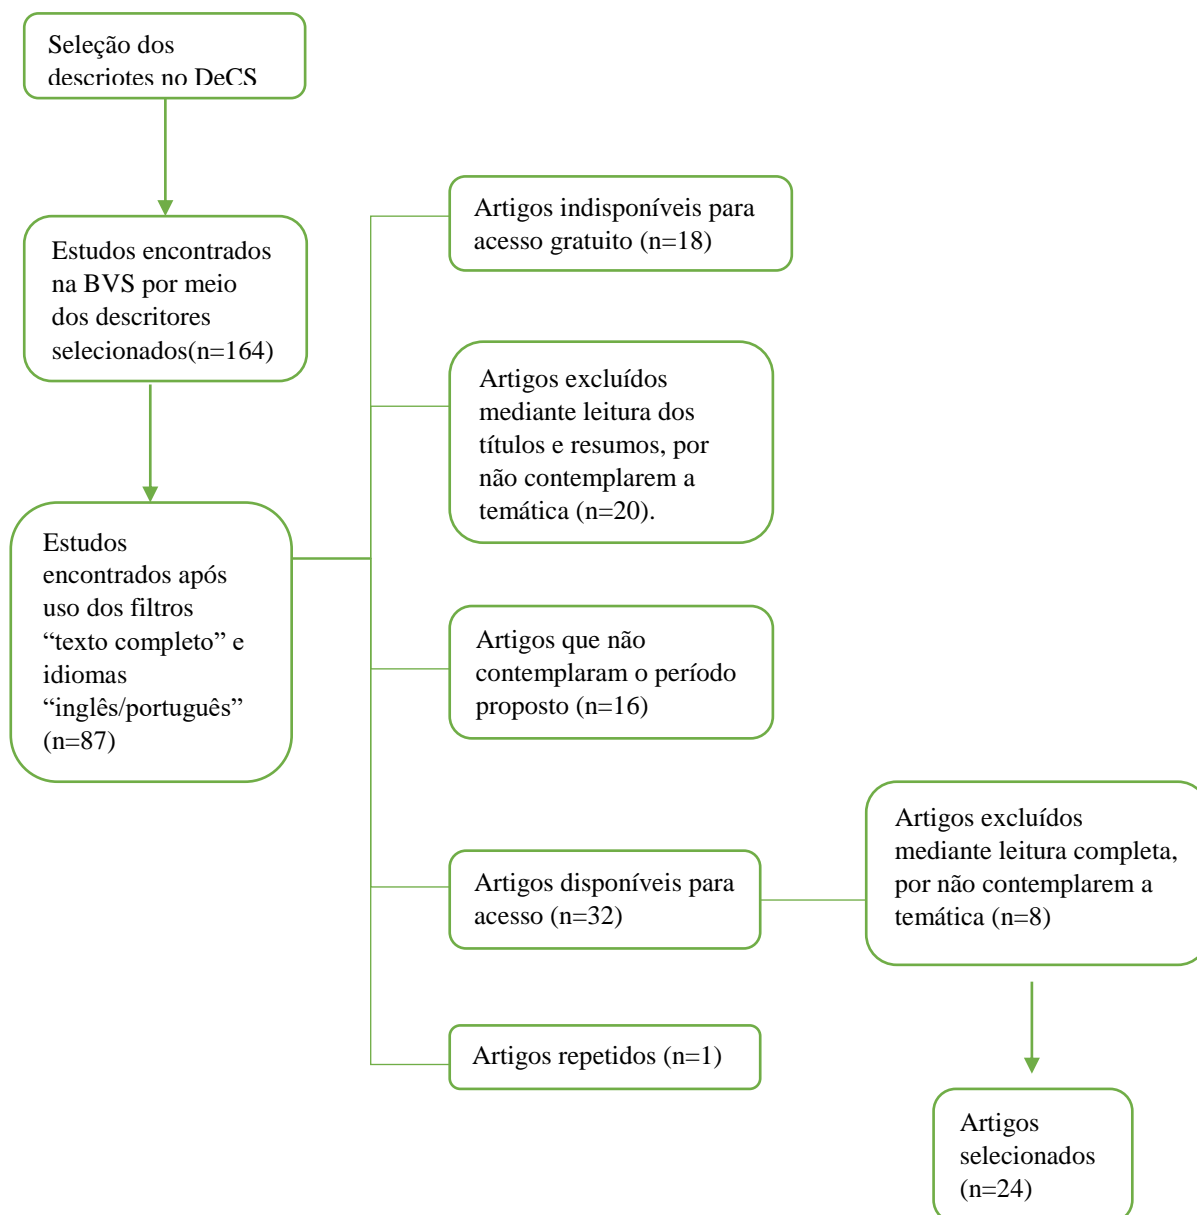 Seleção dos
descriotes no DeCS
Estudos encontrados
na BVS por meio
dos descritores
selecionados(n=164)
Estudos
encontrados após
uso dos filtros
“texto completo” e
idiomas
“inglês/português”
(n=87)
Artigos indisponíveis para
acesso gratuito (n=18)
Artigos excluídos
mediante leitura dos
títulos e resumos, por
não contemplarem a
temática (n=20).
Artigos que não
contemplaram o período
proposto (n=16)
Artigos disponíveis para
acesso (n=32)
Artigos repetidos (n=1)
Artigos excluídos
mediante leitura completa,
por não contemplarem a
temática (n=8)
Artigos
selecionados
(n=24)